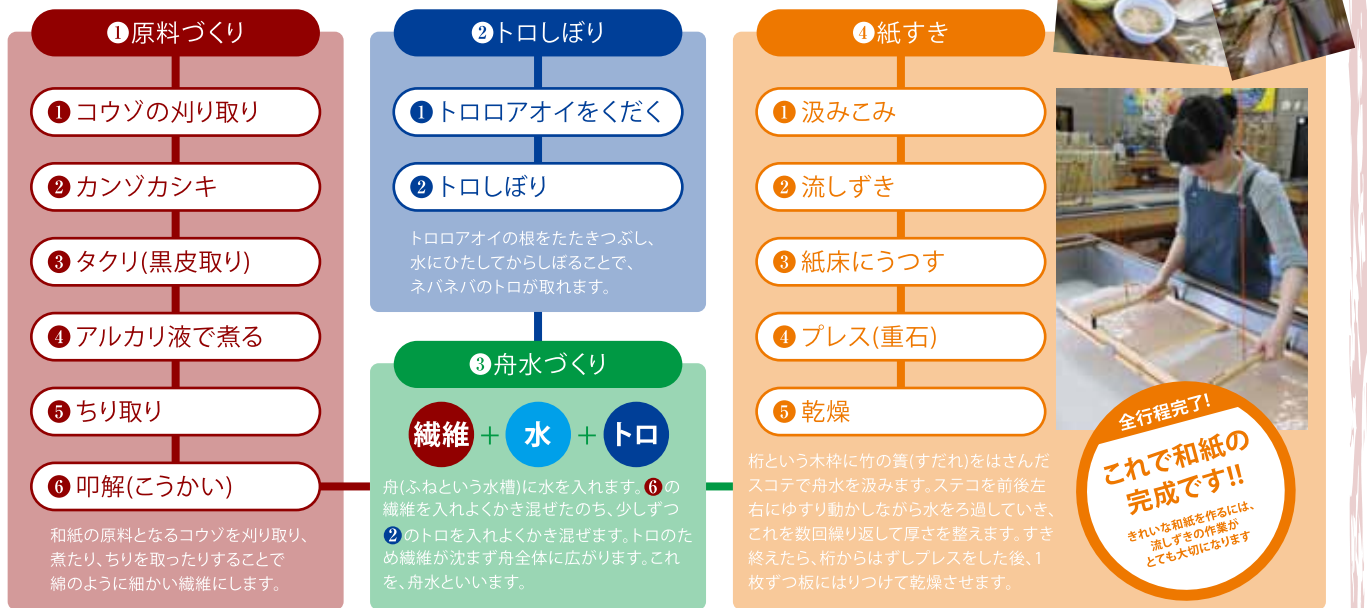 ❶原料づくり
❶コウゾの刈り取り
❷カンゾカシキ
❸タクリ(黒皮取り)
❹アルカリ液で煮る
❺ちり取り
❻叩解(こうかい)
和紙の原料となるコウゾを刈り取り、
煮たり、ちりを取ったりすることで
綿のように細かい繊維にします。
❷トロしぼり
❶トロロアオイをくだく
❷トロしぼり
トロロアオイの根をたたきつぶし、
水にひたしてからしぼることで、
ネバネバのトロが取れます。
❸舟水づくり
繊維+水+トロ
舟(ふねという水槽)に水を入れます。❻の
繊維を入れよくかき混ぜたのち、少しずつ
❷のトロを入れよくかき混ぜます。トロのた
め繊維が沈まず舟全体に広がります。これ
を、舟水といいます。
❹紙すき
❶汲みこみ
❷流しずき
❸紙床にうつす
❹プレス(重石)
❺乾燥
桁という木枠に竹の簀(すだれ)をはさんだ
スコテで舟水を汲みます。ステコを前後左
右にゆすり動かしながら水をろ過していき、
これを数回繰り返して厚さを整えます。すき
終えたら、桁からはずしプレスをした後、1
枚ずつ板にはりつけて乾燥させます。
全行程完了!
これで和紙の
完成です!!
きれいな和紙を作るには、
流しずきの作業が
とても大切になります